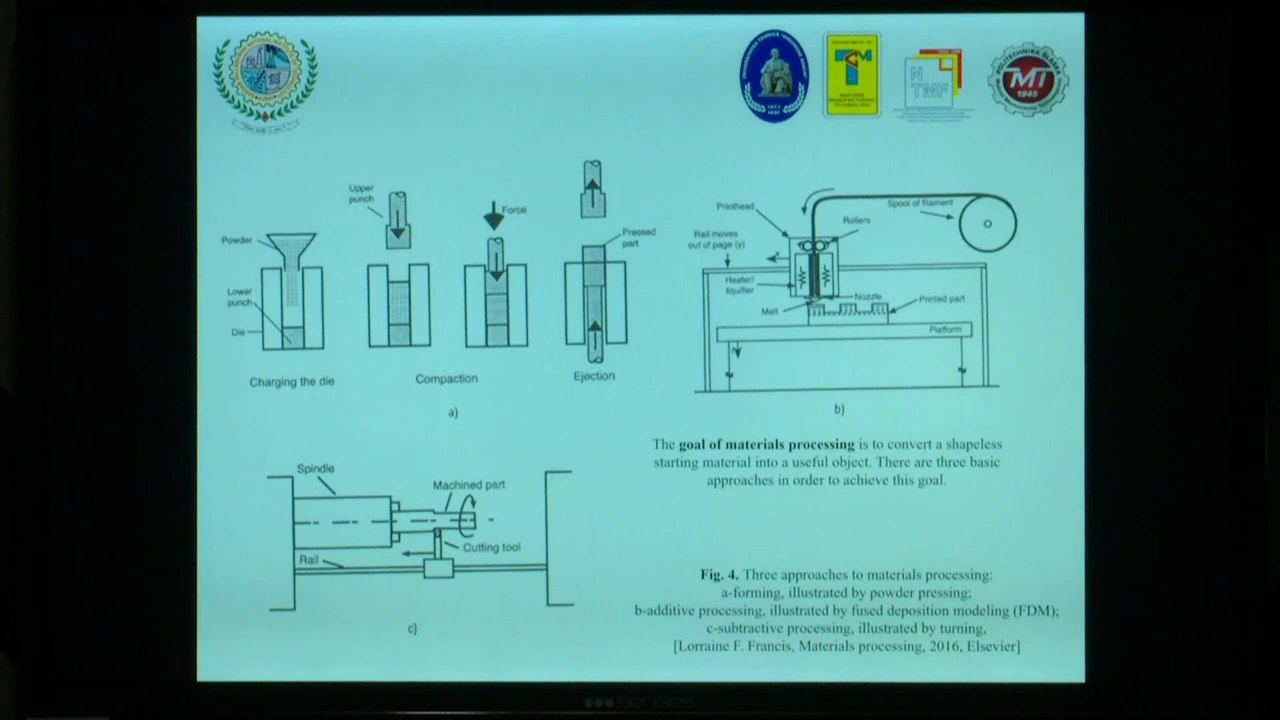 N
TMF
MT
1945
Upper
punch
Force
Powder
Pressed
part
Lower
punch
Die
Charging the die
Compaction
Ejection
a)
Printhead
Spool of filament
Rollers
Rail moves
out of page (y)
x
Heater/
liquifier
Nozzle
Melt
Printed part
Platform
b)
The goal of materials processing is to convert a shapeless
starting material into a useful object. There are three basic
approaches in order to achieve this goal.
Spindle
Machined part
Cutting tool
Rail
c)
Fig. 4. Three approaches to materials processing:
a-forming, illustrated by powder pressing;
b-additive processing, illustrated by fused deposition modeling (FDM);
c-subtractive processing, illustrated by turning,
[Lorraine F. Francis, Materials processing, 2016, Elsevier]